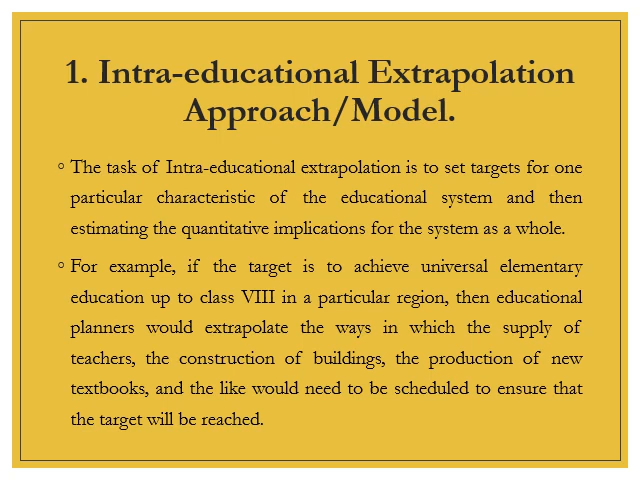 1. Intra-educational Extrapolation
Approach/Model.
◦ The task of Intra-educational extrapolation is to set targets for one
particular characteristic of the educational system and then
estimating the quantitative implications for the system as a whole.
◦ For example, if the target is to achieve universal elementary
education up to class VIII in a particular region, then educational
planners would extrapolate the ways in which the supply of
teachers, the construction of buildings, the production of new
textbooks, and the like would need to be scheduled to ensure that
the target will be reached.